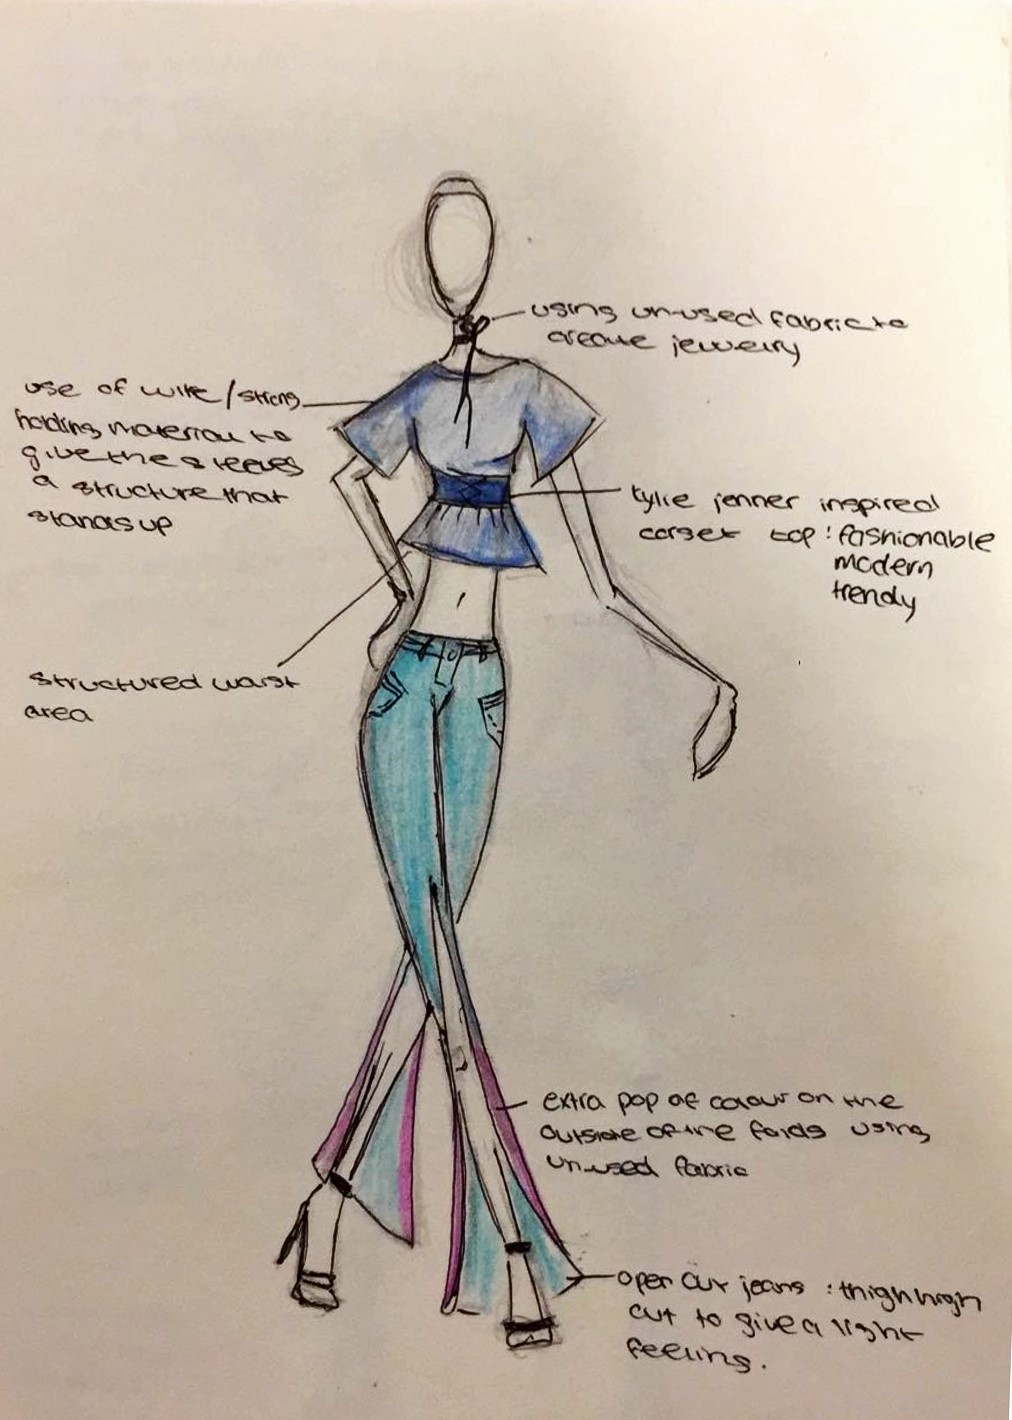 using un-used fabric to
create jewelry
use of wire/strong
holding material to
give the sleeves
a structure that
stands up
kylie jenner inspired
corset top : fashionable
modern
trendy
structured waist
area
extra pop of colour on the
outside of the folds using
un-used fabric
open cut jeans : thigh high
cut to give a light
feeling.